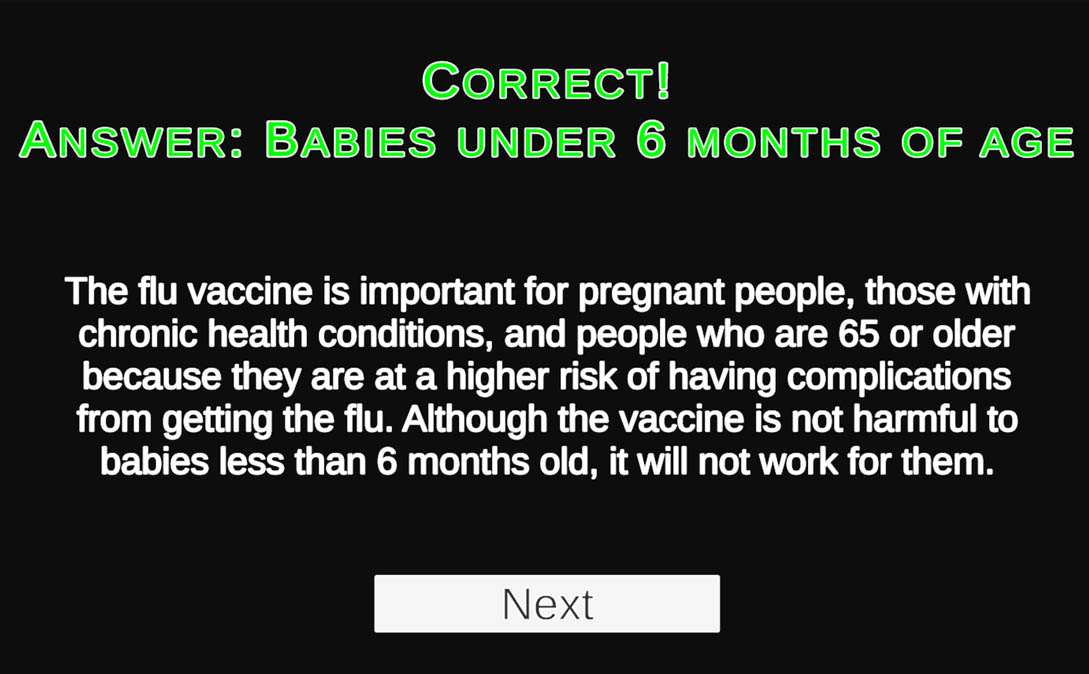 Correct!
Answer: Babies under 6 months of age
The flu vaccine is important for pregnant people, those with
chronic health conditions, and people who are 65 or older
because they are at a higher risk of having complications
from getting the flu. Although the vaccine is not harmful to
babies less than 6 months old, it will not work for them.
Next